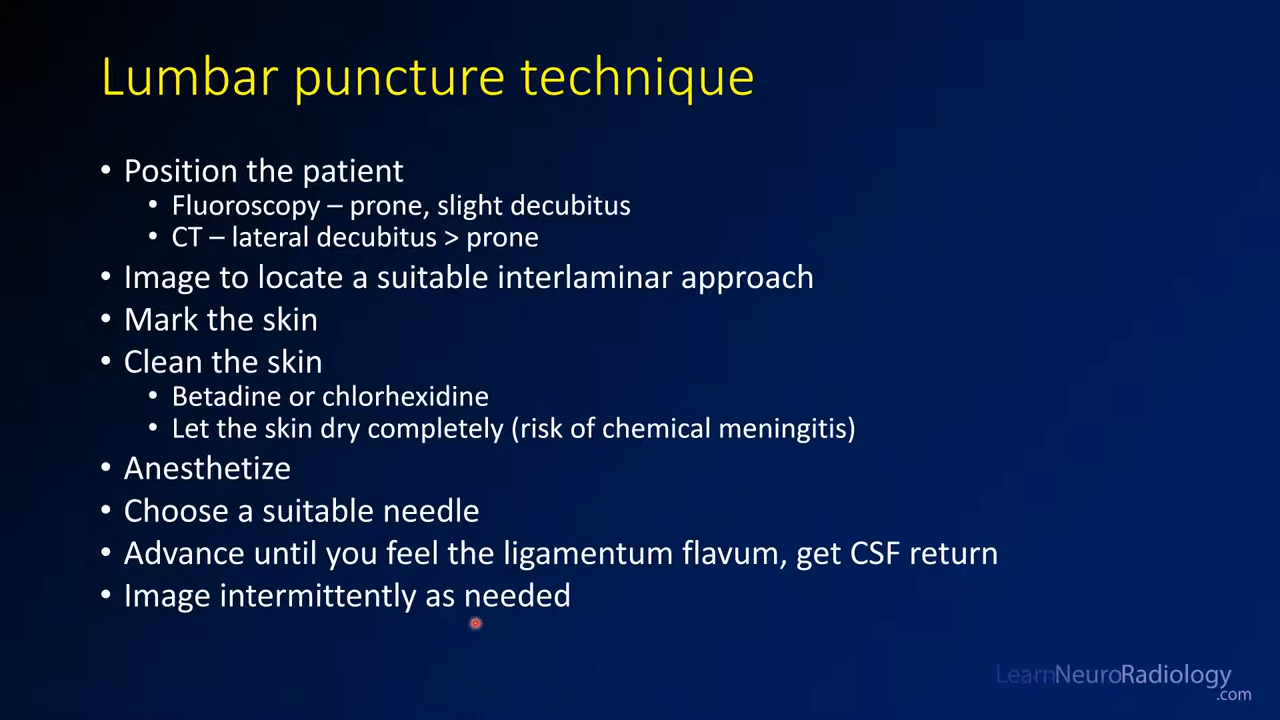 Lumbar puncture technique
• Position the patient
• Fluoroscopy – prone, slight decubitus
• CT – lateral decubitus > prone
• Image to locate a suitable interlaminar approach
• Mark the skin
• Clean the skin
• Betadine or chlorhexidine
• Let the skin dry completely (risk of chemical meningitis)
• Anesthetize
• Choose a suitable needle
• Advance until you feel the ligamentum flavum, get CSF return
• Image intermittently as needed
LearnNeuroRadiology
.com